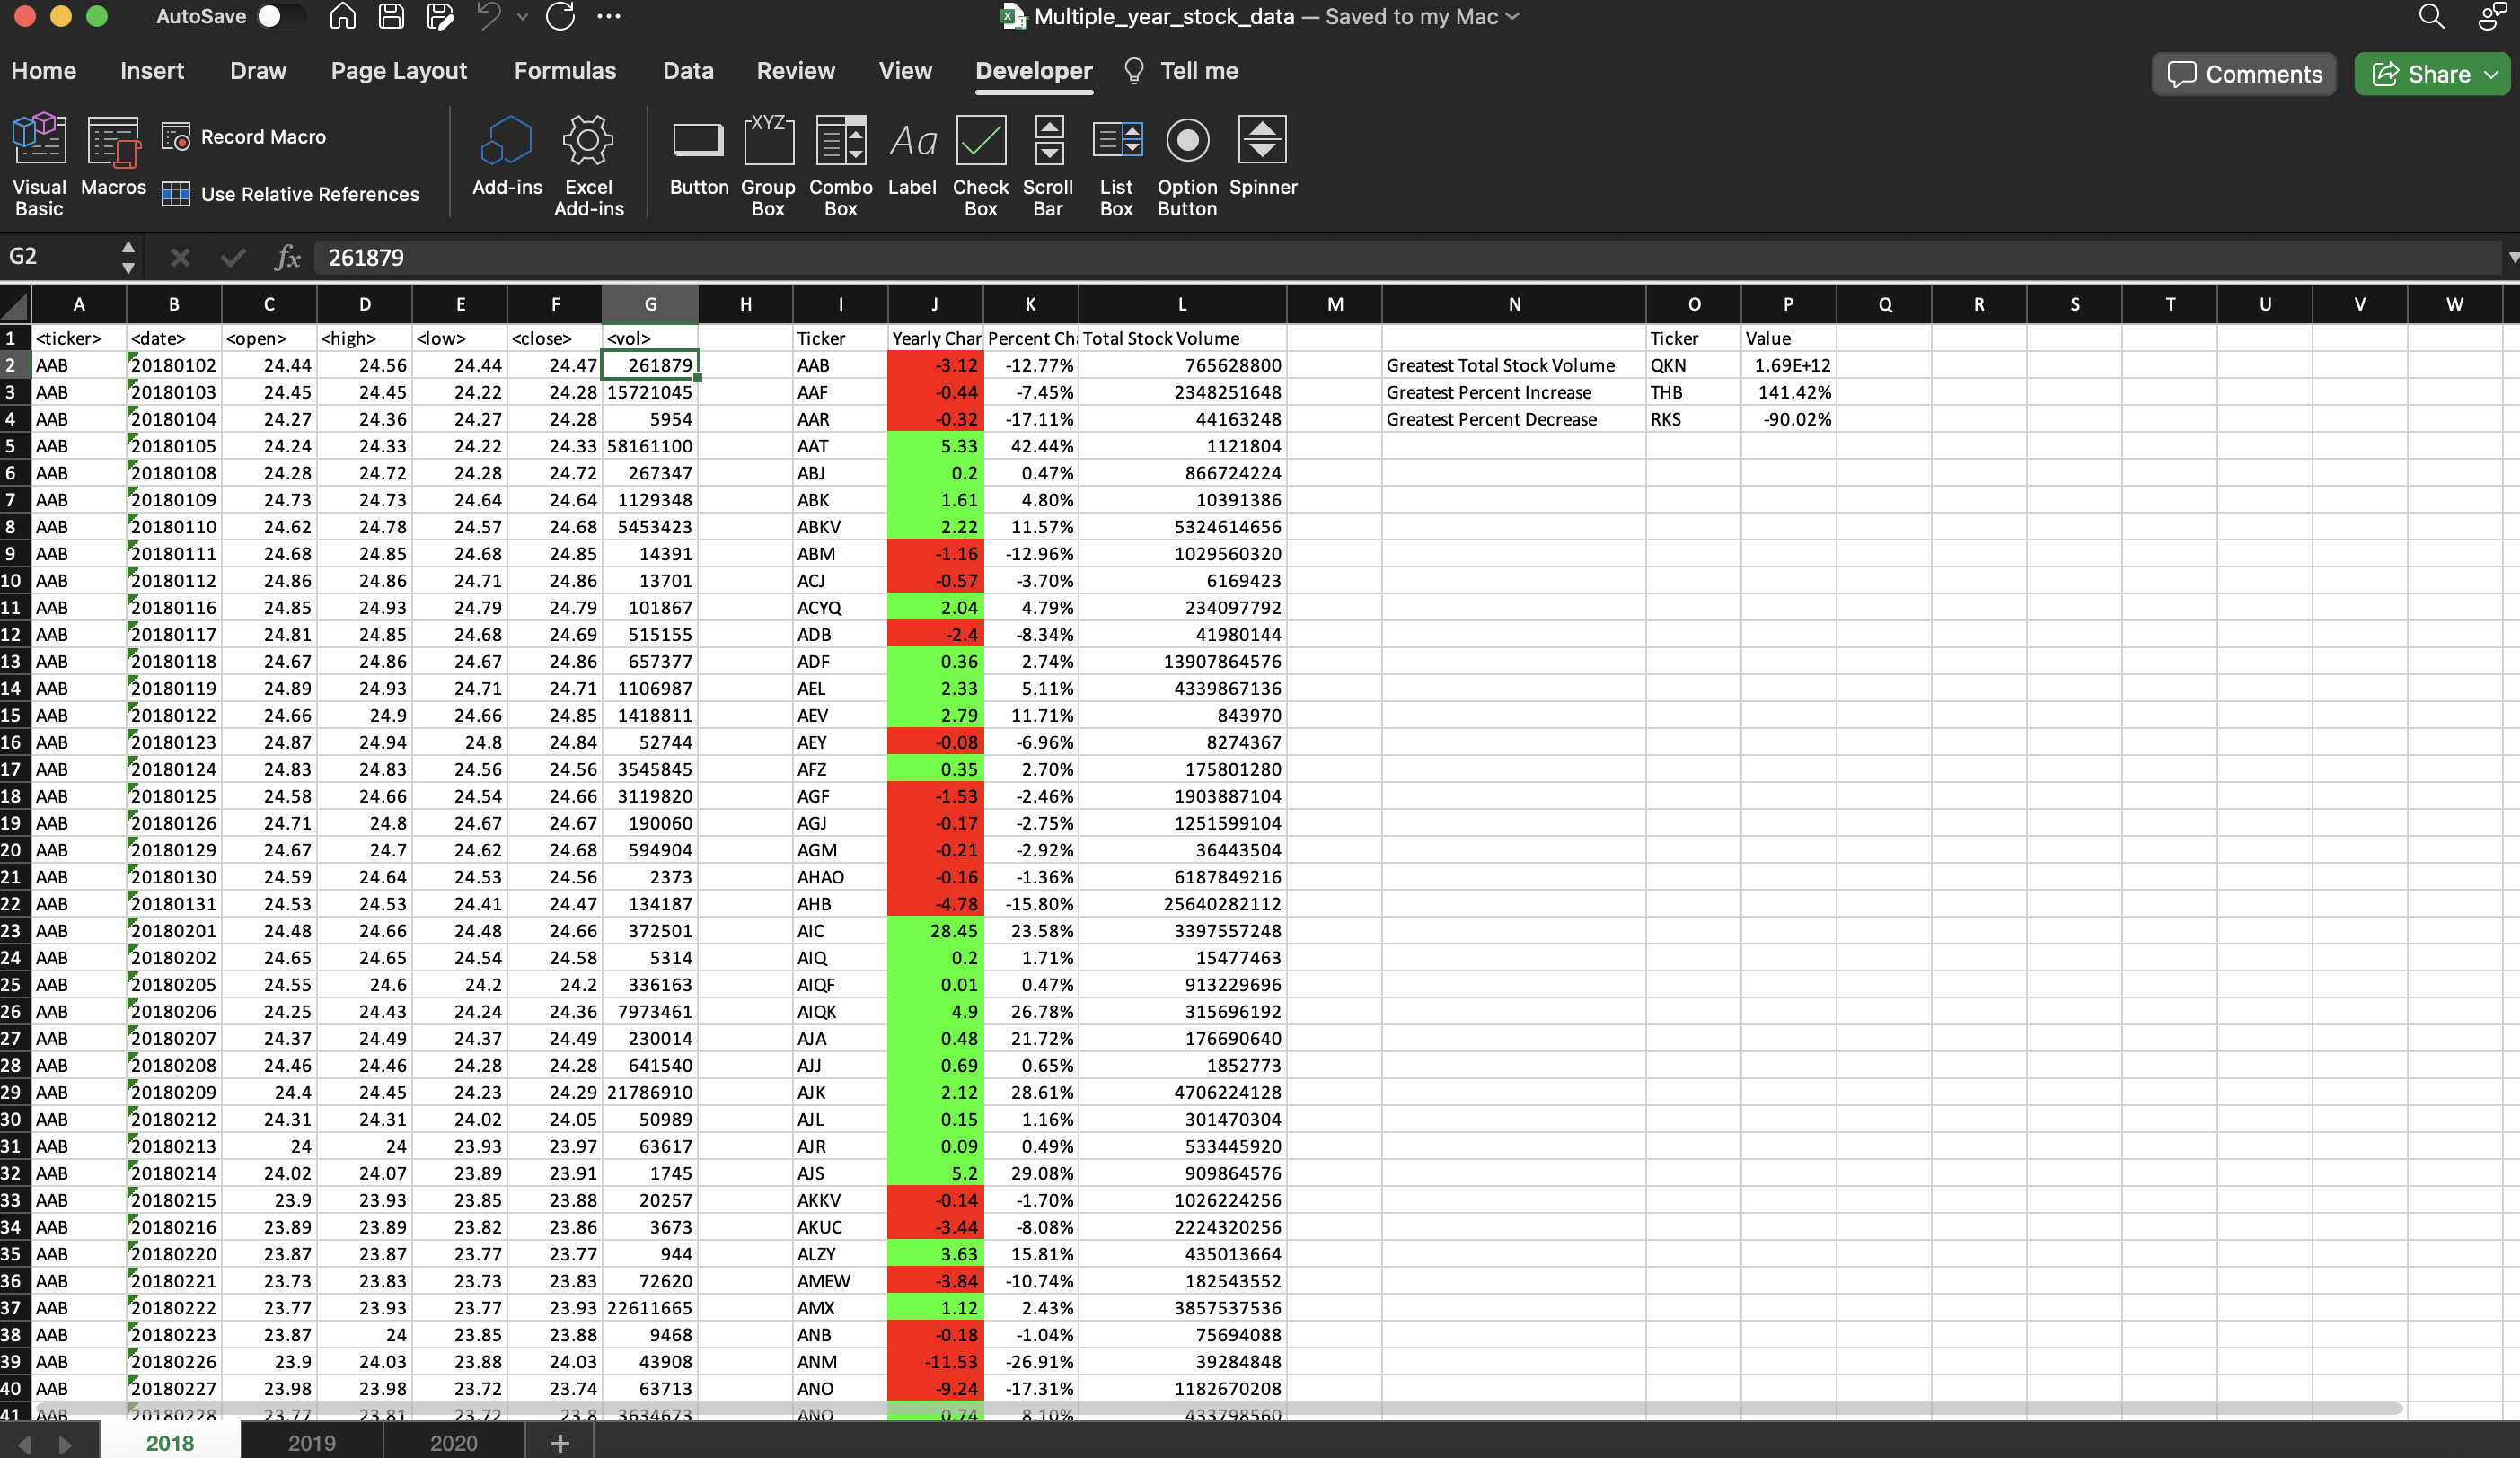 AutoSave Multiple_year_stock_data — Saved to my Mac
Home Insert Draw Page Layout Formulas Data Review View Developer Tell me Comments Share
Visual Basic Macros Record Macro Use Relative References Add-ins Excel Add-ins Button Group Box Combo Box Label Check Box Scroll Bar List Box Option Button Spinner
XYZ Aa
G2 fx 261879
A B C D E F G H I J K L M N O P Q R S T U V W
1 <ticker> <date> <open> <high> <low> <close> <vol> Ticker Yearly Char Percent Cha Total Stock Volume Ticker Value
2 AAB 20180102 24.44 24.56 24.44 24.47 261879 AAB -3.12 -12.77% 765628800 Greatest Total Stock Volume QKN 1.69E+12
3 AAB 20180103 24.45 24.45 24.22 24.28 15721045 AAF -0.44 -7.45% 2348251648 Greatest Percent Increase THB 141.42%
4 AAB 20180104 24.27 24.36 24.27 24.28 5954 AAR -0.32 -17.11% 44163248 Greatest Percent Decrease RKS -90.02%
5 AAB 20180105 24.24 24.33 24.22 24.33 58161100 AAT 5.33 42.44% 1121804
6 AAB 20180108 24.28 24.72 24.28 24.72 267347 ABJ 0.2 0.47% 866724224
7 AAB 20180109 24.73 24.73 24.64 24.64 1129348 ABK 1.61 4.80% 10391386
8 AAB 20180110 24.62 24.78 24.57 24.68 5453423 ABKV 2.22 11.57% 5324614656
9 AAB 20180111 24.68 24.85 24.68 24.85 14391 ABM -1.16 -12.96% 1029560320
10 AAB 20180112 24.86 24.86 24.71 24.86 13701 ACJ -0.57 -3.70% 6169423
11 AAB 20180116 24.85 24.93 24.79 24.79 101867 ACYQ 2.04 4.79% 234097792
12 AAB 20180117 24.81 24.85 24.68 24.69 515155 ADB -2.4 -8.34% 41980144
13 AAB 20180118 24.67 24.86 24.67 24.86 657377 ADF 0.36 2.74% 13907864576
14 AAB 20180119 24.89 24.93 24.71 24.71 1106987 AEL 2.33 5.11% 4339867136
15 AAB 20180122 24.66 24.9 24.66 24.85 1418811 AEV 2.79 11.71% 843970
16 AAB 20180123 24.87 24.94 24.8 24.84 52744 AEY -0.08 -6.96% 8274367
17 AAB 20180124 24.83 24.83 24.56 24.56 3545845 AFZ 0.35 2.70% 175801280
18 AAB 20180125 24.58 24.66 24.54 24.66 3119820 AGF -1.53 -2.46% 1903887104
19 AAB 20180126 24.71 24.8 24.67 24.67 190060 AGJ -0.17 -2.75% 1251599104
20 AAB 20180129 24.67 24.7 24.62 24.68 594904 AGM -0.21 -2.92% 36443504
21 AAB 20180130 24.59 24.64 24.53 24.56 2373 AHAO -0.16 -1.36% 6187849216
22 AAB 20180131 24.53 24.53 24.41 24.47 134187 AHB -4.78 -15.80% 25640282112
23 AAB 20180201 24.48 24.66 24.48 24.66 372501 AIC 28.45 23.58% 3397557248
24 AAB 20180202 24.65 24.65 24.54 24.58 5314 AIQ 0.2 1.71% 15477463
25 AAB 20180205 24.55 24.6 24.2 24.2 336163 AIQF 0.01 0.47% 913229696
26 AAB 20180206 24.25 24.43 24.24 24.36 7973461 AIQK 4.9 26.78% 315696192
27 AAB 20180207 24.37 24.49 24.37 24.49 230014 AJA 0.48 21.72% 176690640
28 AAB 20180208 24.46 24.46 24.28 24.28 641540 AJJ 0.69 0.65% 1852773
29 AAB 20180209 24.4 24.45 24.23 24.29 21786910 AJK 2.12 28.61% 4706224128
30 AAB 20180212 24.31 24.31 24.02 24.05 50989 AJL 0.15 1.16% 301470304
31 AAB 20180213 24 24 23.93 23.97 63617 AJR 0.09 0.49% 533445920
32 AAB 20180214 24.02 24.07 23.89 23.91 1745 AJS 5.2 29.08% 909864576
33 AAB 20180215 23.9 23.93 23.85 23.88 20257 AKKV -0.14 -1.70% 1026224256
34 AAB 20180216 23.89 23.89 23.82 23.86 3673 AKUC -3.44 -8.08% 2224320256
35 AAB 20180220 23.87 23.87 23.77 23.77 944 ALZY 3.63 15.81% 435013664
36 AAB 20180221 23.73 23.83 23.73 23.83 72620 AMEW -3.84 -10.74% 182543552
37 AAB 20180222 23.77 23.93 23.77 23.93 22611665 AMX 1.12 2.43% 3857537536
38 AAB 20180223 23.87 24 23.85 23.88 9468 ANB -0.18 -1.04% 75694088
39 AAB 20180226 23.9 24.03 23.88 24.03 43908 ANM -11.53 -26.91% 39284848
40 AAB 20180227 23.98 23.98 23.72 23.74 63713 ANO -9.24 -17.31% 1182670208
41 AAB 20180228 23.77 23.81 23.72 23.8 3634673 ANO 0.74 8.10% 433798560
2018 2019 2020 +